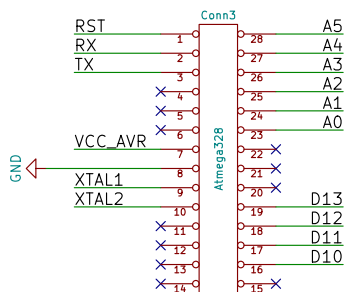 Conn3
RST 1 28 A5
RX 2 27 A4
TX 3 26 A3
4 25 A2
5 24 A1
6 23 A0
VCC_AVR 7 22
GND 8 21
XTAL1 9 20
XTAL2 10 19 D13
11 18 D12
12 17 D11
13 16 D10
14 15
Atmega328